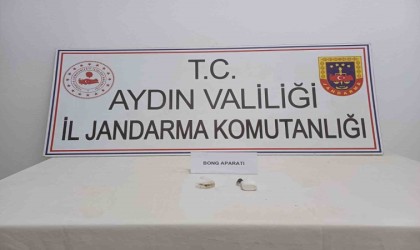 T.C.
AYDIN VALİLİĞİ
İL JANDARMA KOMUTANLIĞI
BONG APARATI